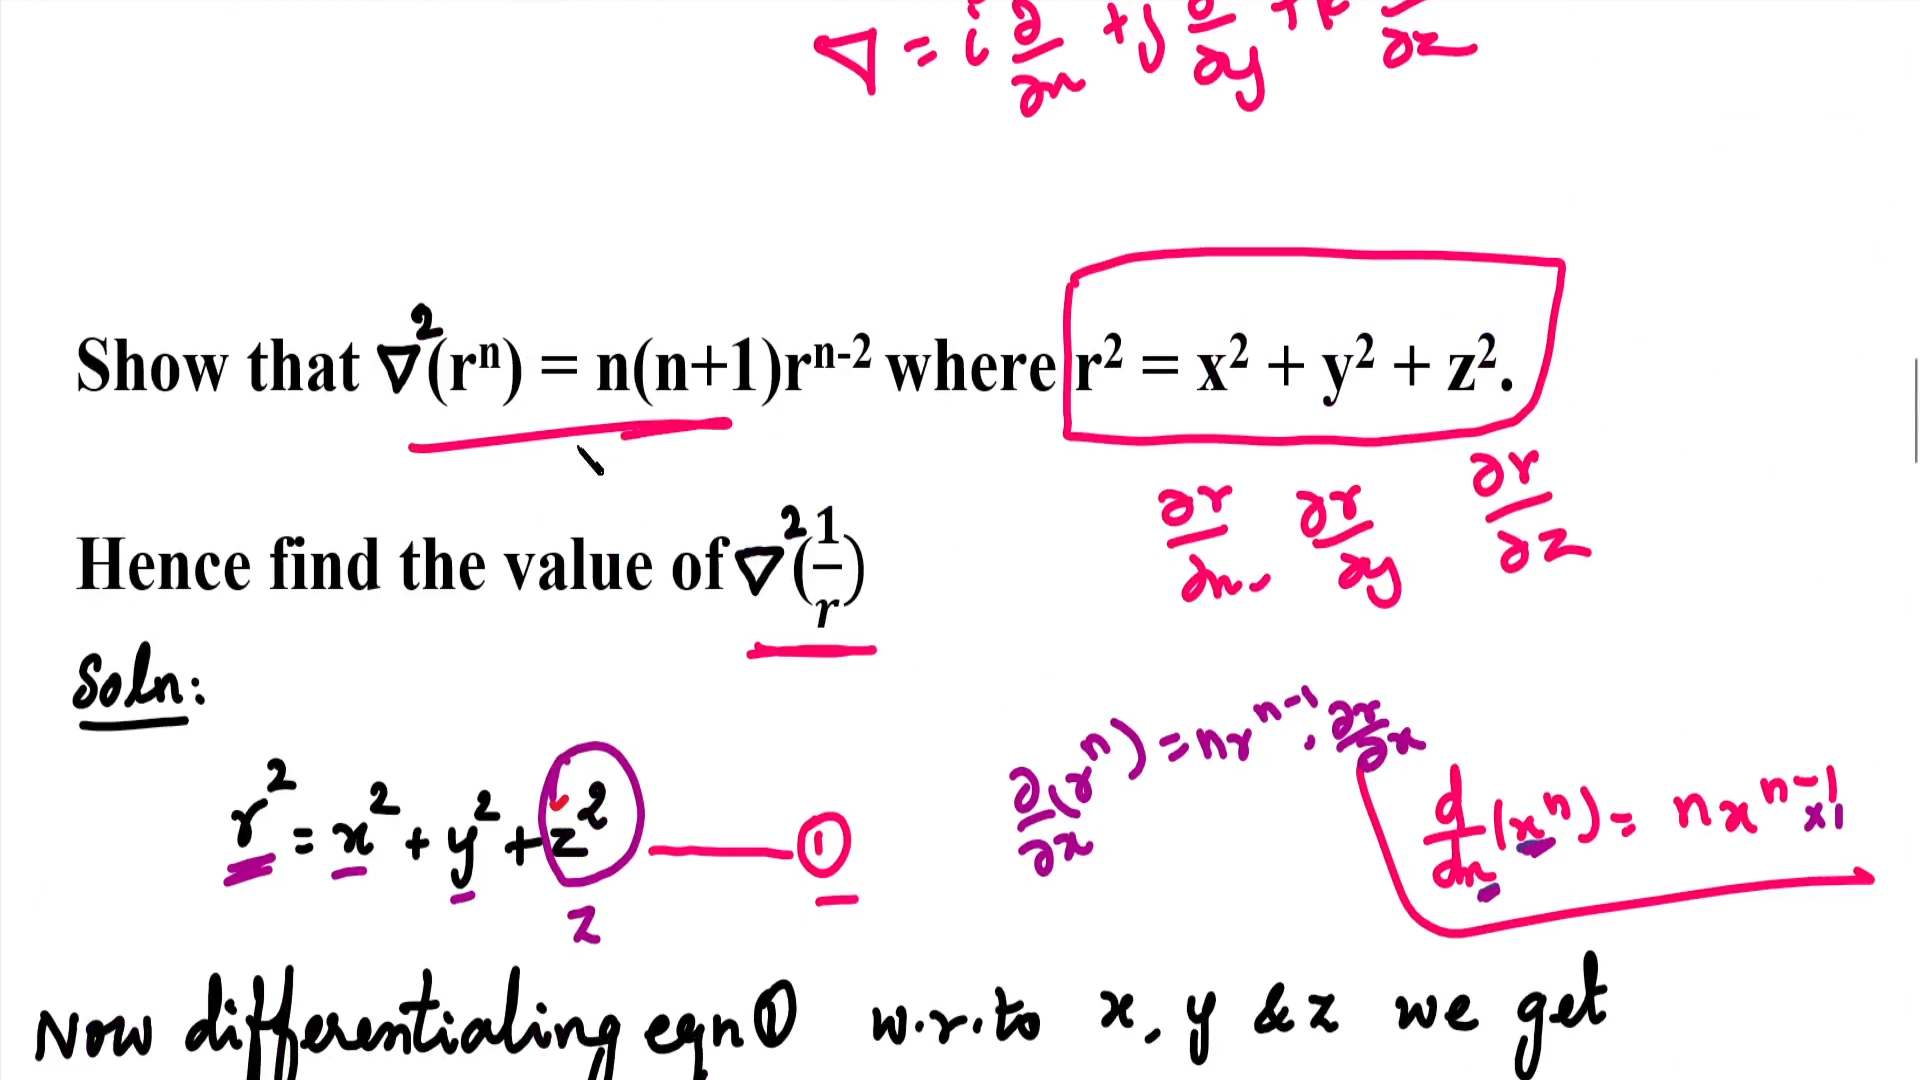 ∇ = i ∂/∂x + j ∂/∂y + k ∂/∂z
Show that ∇²(rⁿ) = n(n+1)rⁿ⁻² where r² = x² + y² + z².
∂r/∂x, ∂r/∂y ∂r/∂z
Hence find the value of ∇²(1/r)
Soln:
∂/∂x (rⁿ) = nrⁿ⁻¹ · ∂r/∂x
d/dx (xⁿ) = nxⁿ⁻¹ x1
r² = x² + y² + z² ——— ①
z
Now differentialing eqn ① w.r.to x, y & z we get